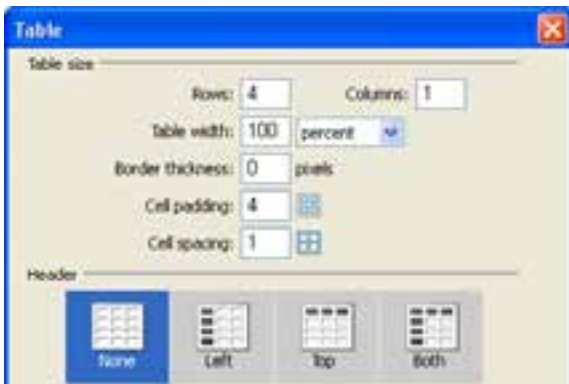 Table
Table size
Rows: 4 Columns: 1
Table width: 100 percent
Border thickness: 0 pixels
Cell padding: 4
Cell spacing: 1
Header
None Left Top Both